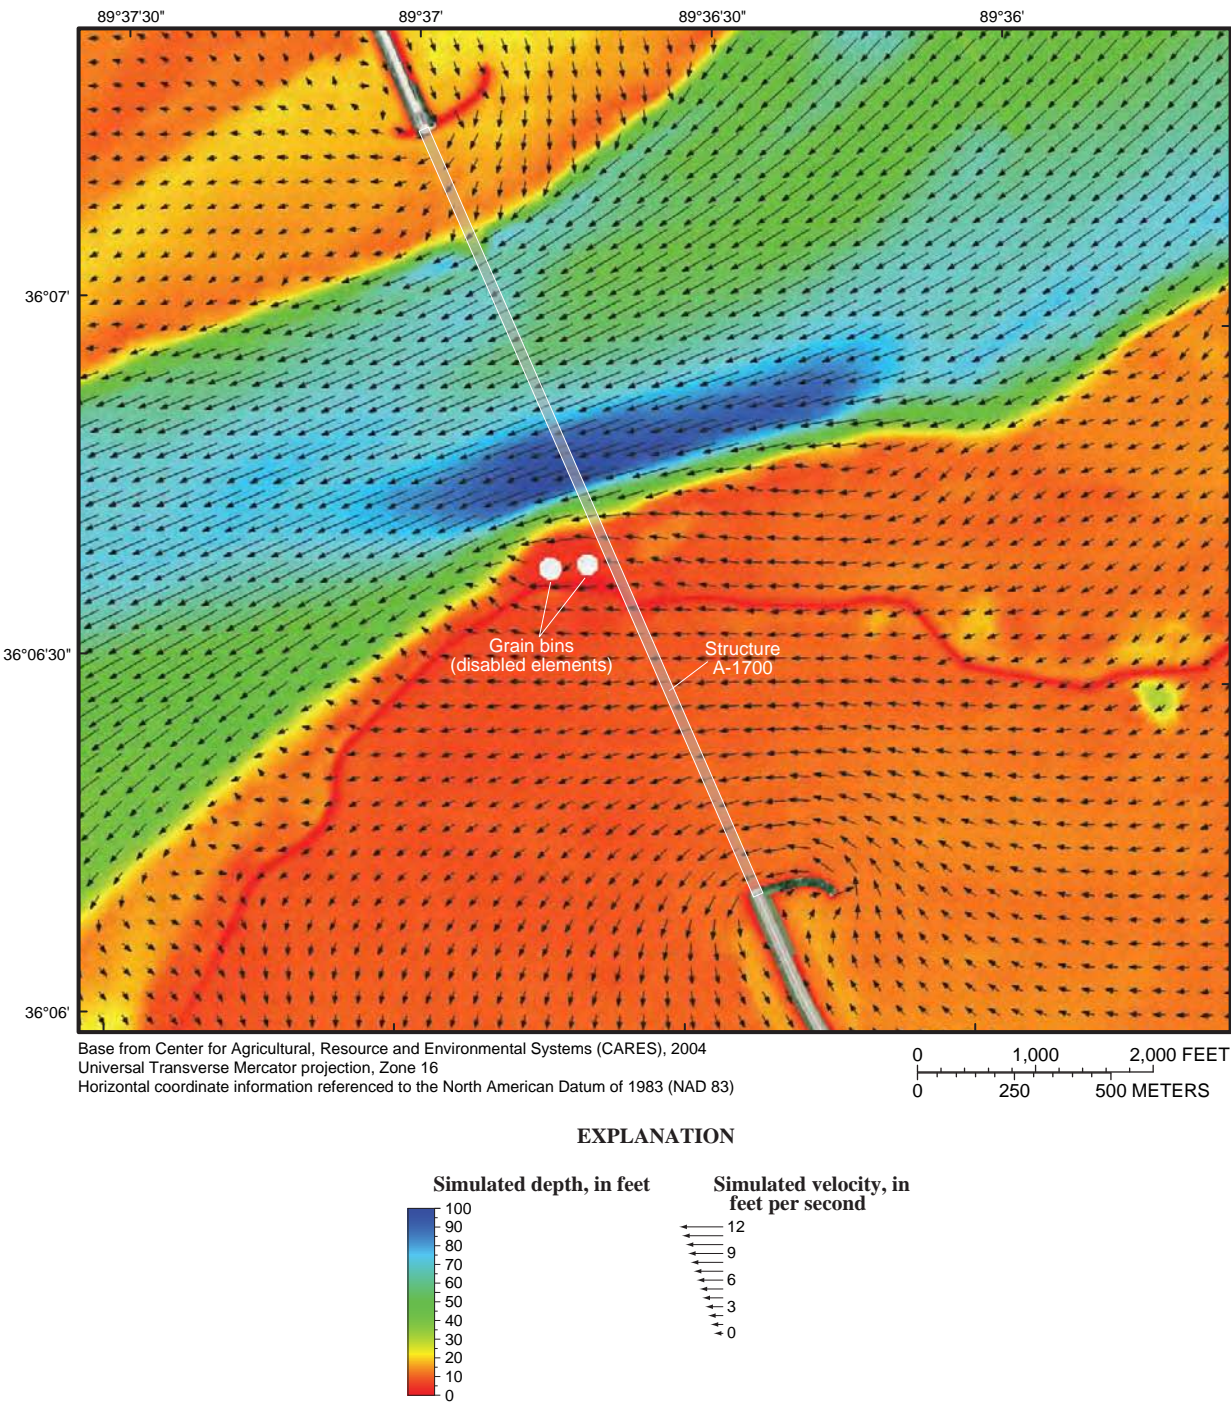 89°37'30"
89°37'
89°36'30"
89°36'
36°07'
36°06'30"
36°06'
Grain bins
(disabled elements)
Structure
A-1700
Base from Center for Agricultural, Resource and Environmental Systems (CARES), 2004
Universal Transverse Mercator projection, Zone 16
Horizontal coordinate information referenced to the North American Datum of 1983 (NAD 83)
0 1,000 2,000 FEET
0 250 500 METERS
EXPLANATION
Simulated depth, in feet
100
90
80
70
60
50
40
30
20
10
0
Simulated velocity, in
feet per second
12
9
6
3
0